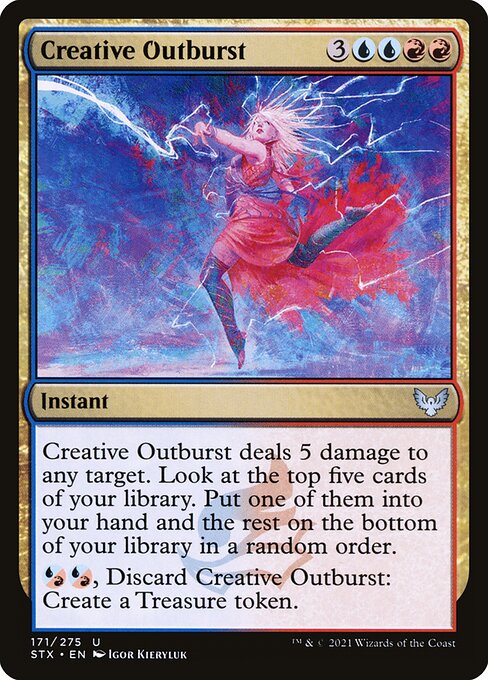 Creative Outburst 3
Instant
Creative Outburst deals 5 damage to
any target. Look at the top five cards
of your library. Put one of them into
your hand and the rest on the bottom
of your library in a random order.
, Discard Creative Outburst:
Create a Treasure token.
171/275 U
STX • EN Igor Kieryluk
™ & © 2021 Wizards of the Coast